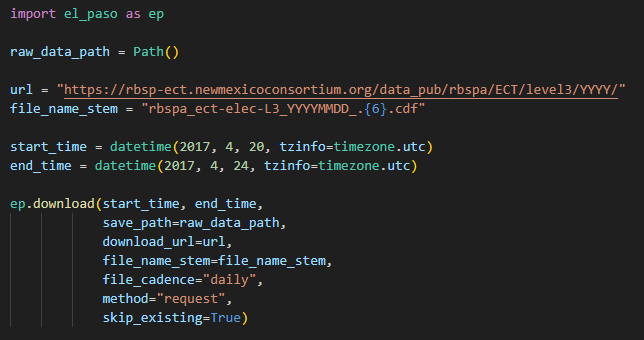 import el_paso as ep
raw_data_path = Path()
url = "https://rbsp-ect.newmexicoconsortium.org/data_pub/rbspa/ECT/level3/YYYY/"
file_name_stem = "rbspa_ect-elec-L3_YYYYMMDD_.{6}.cdf"
start_time = datetime(2017, 4, 20, tzinfo=timezone.utc)
end_time = datetime(2017, 4, 24, tzinfo=timezone.utc)
ep.download(start_time, end_time,
save_path=raw_data_path,
download_url=url,
file_name_stem=file_name_stem,
file_cadence="daily",
method="request",
skip_existing=True)